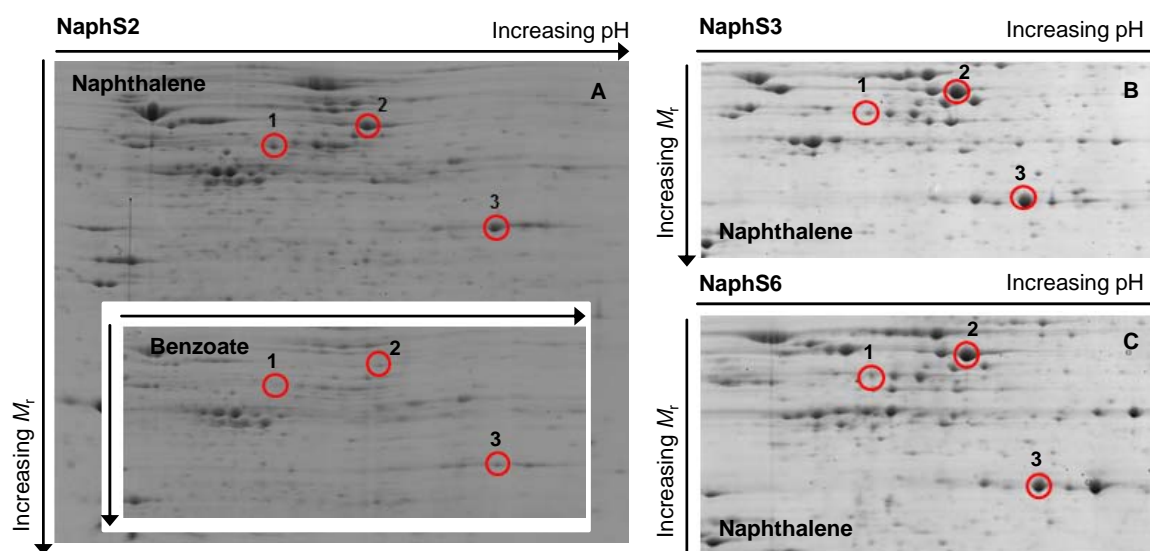 NaphS2
Increasing pH
Naphthalene
A
1
2
3
Increasing Mr
Benzoate
1
2
3
NaphS3
Increasing pH
B
1
2
3
Increasing Mr
Naphthalene
NaphS6
Increasing pH
C
1
2
3
Increasing Mr
Naphthalene